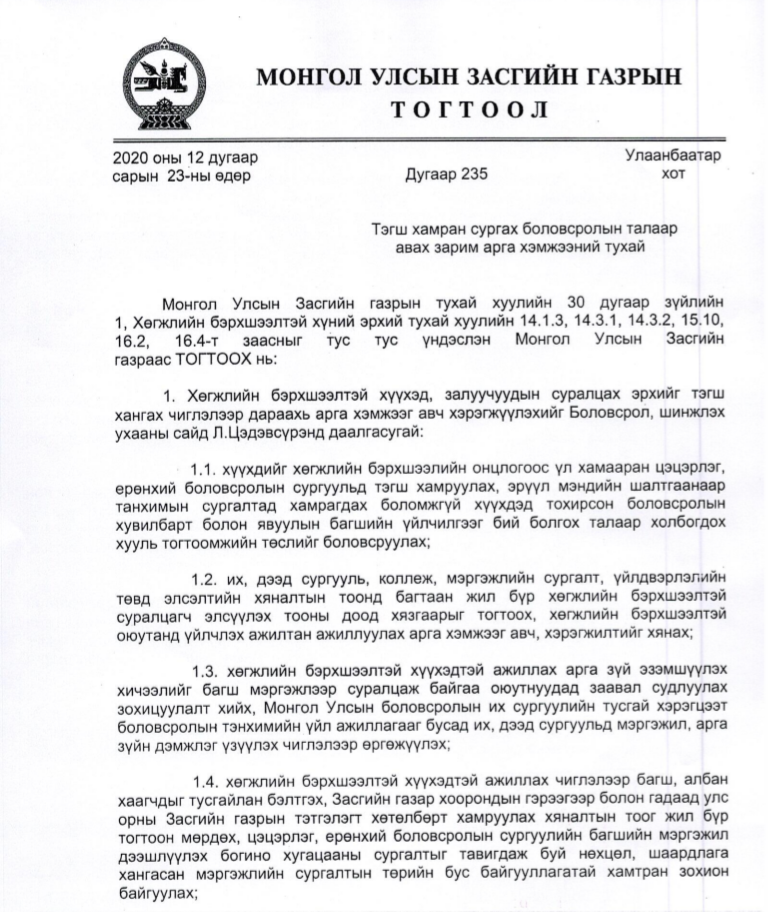 МОНГОЛ УЛСЫН ЗАСГИЙН ГАЗРЫН
ТОГТООЛ
2020 оны 12 дугаар
сарын 23-ны өдөр
Дугаар 235
Улаанбаатар
хот
Тэгш хамран сургах боловсролын талаар
авах зарим арга хэмжээний тухай
Монгол Улсын Засгийн газрын тухай хуулийн 30 дугаар зүйлийн
1, Хөгжлийн бэрхшээлтэй хүний эрхий тухай хуулийн 14.1.3, 14.3.1, 14.3.2, 15.10,
16.2, 16.4-т заасныг тус тус үндэслэн Монгол Улсын Засгийн
газраас ТОГТООХ нь:
1. Хөгжлийн бэрхшээлтэй хүүхэд, залуучуудын суралцах эрхийг тэгш
хангах чиглэлээр дараахь арга хэмжээг авч хэрэгжүүлэхийг Боловсрол, шинжлэх
ухааны сайд Л.Цэдэвсүрэнд даалгасугай:
1.1. хүүхдийг хөгжлийн бэрхшээлийн онцлогоос үл хамааран цэцэрлэг,
ерөнхий боловсролын сургуульд тэгш хамруулах, эрүүл мэндийн шалтгаанаар
танхимын сургалтад хамрагдах боломжгүй хүүхдэд тохирсон боловсролын
хувилбарт болон явуулын багшийн үйлчилгээг бий болгох талаар холбогдох
хууль тогтоомжийн төслийг боловсруулах;
1.2. их, дээд сургууль, коллеж, мэргэжлийн сургалт, үйлдвэрлэлийн
төвд элсэлтийн хяналтын тоонд багтаан жил бүр хөгжлийн бэрхшээлтэй
суралцагч элсүүлэх тооны доод хязгаарыг тогтоох, хөгжлийн бэрхшээлтэй
оюутанд үйлчлэх ажилтан ажиллуулах арга хэмжээг авч, хэрэгжилтийг хянах;
1.3. хөгжлийн бэрхшээлтэй хүүхэдтэй ажиллах арга зүй эзэмшүүлэх
хичээлийг багш мэргэжлээр суралцаж байгаа оюутнуудад заавал судлуулах
зохицуулалт хийх, Монгол Улсын боловсролын их сургуулийн тусгай хэрэгцээт
боловсролын тэнхимийн үйл ажиллагааг бусад их, дээд сургуульд мэргэжил, арга
зүйн дэмжлэг үзүүлэх чиглэлээр өргөжүүлэх;
1.4. хөгжлийн бэрхшээлтэй хүүхэдтэй ажиллах чиглэлээр багш, албан
хаагчдыг тусгайлан бэлтгэх, Засгийн газар хоорондын гэрээгээр болон гадаад улс
орны Засгийн газрын тэтгэлэгт хөтөлбөрт хамруулах хяналтын тоог жил бүр
тогтоон мөрдөх, цэцэрлэг, ерөнхий боловсролын сургуулийн багшийн мэргэжил
дээшлүүлэх богино хугацааны сургалтыг тавигдаж буй нөхцөл, шаардлага
хангасан мэргэжлийн сургалтын төрийн бус байгууллагатай хамтран зохион
байгуулах;